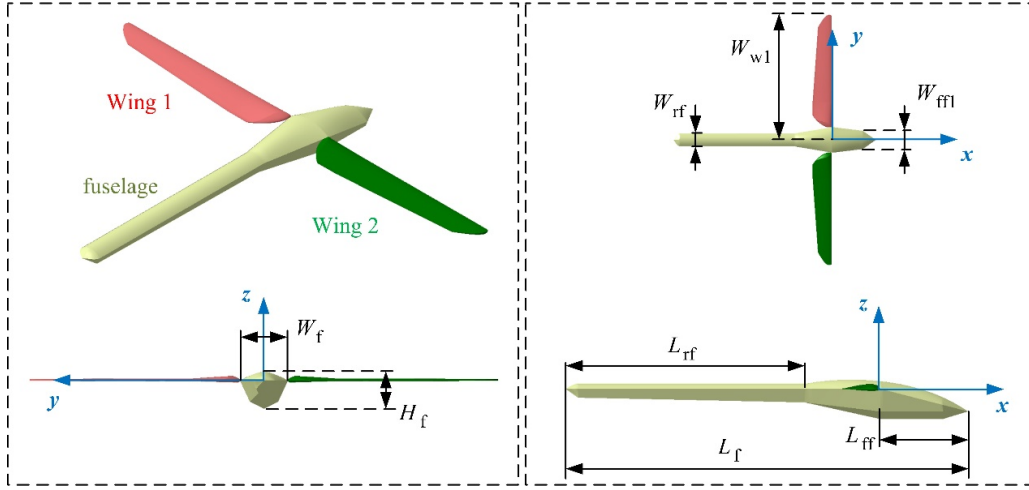 Wing 1
fuselage
Wing 2
z
W_f
y
H_f
W_w1
y
W_rf
W_ff1
x
z
L_rf
x
L_ff
L_f